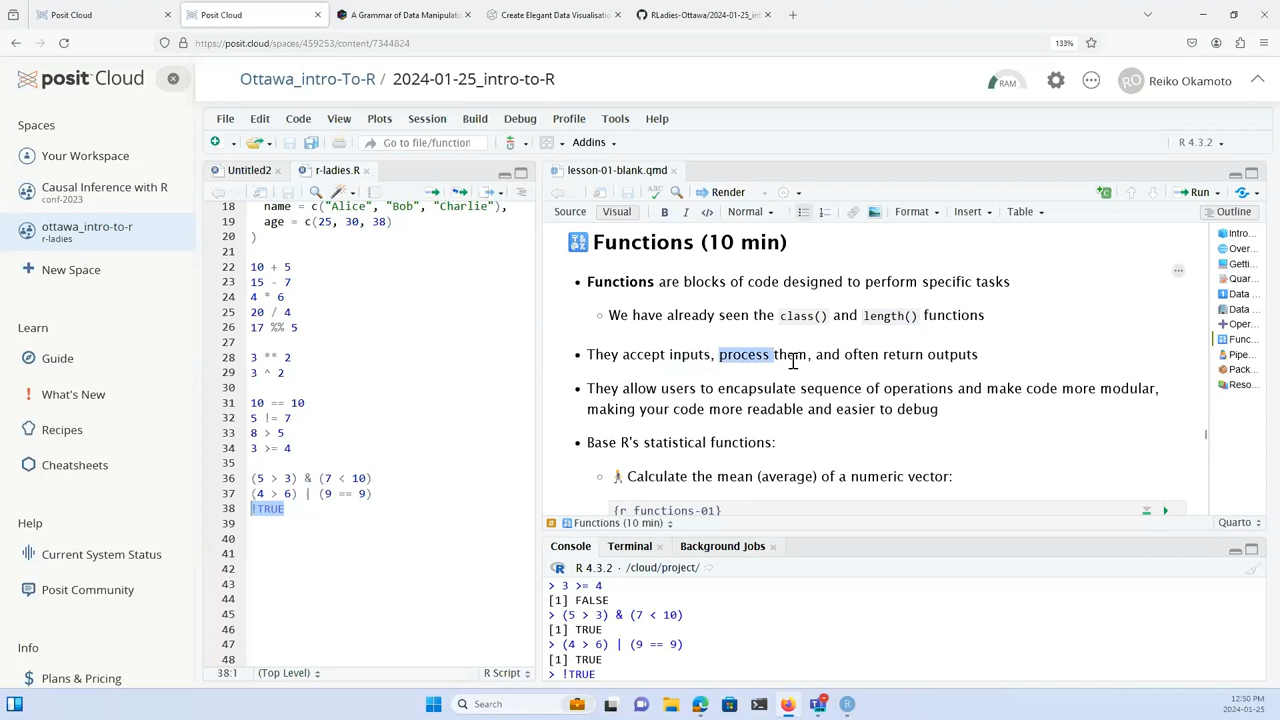 Posit Cloud
Posit Cloud
A Grammar of Data Manipulati
Create Elegant Data Visualisatio
RLadies-Ottawa/2024-01-25_int
https://posit.cloud/spaces/459253/content/7344824
133%
posit Cloud
Ottawa_intro-To-R / 2024-01-25_intro-to-R
RAM
RO
Reiko Okamoto
Spaces
Your Workspace
Causal Inference with R
conf-2023
ottawa_intro-to-r
r-ladies
New Space
Learn
Guide
What's New
Recipes
Cheatsheets
Help
Current System Status
Posit Community
Info
Plans & Pricing
File Edit Code View Plots Session Build Debug Profile Tools Help
Go to file/function
Addins
R 4.3.2
Untitled2
r-ladies.R
18 name = c("Alice", "Bob", "Charlie"),
19 age = c(25, 30, 38)
20 )
21
22 10 + 5
23 15 - 7
24 4 * 6
25 20 / 4
26 17 %% 5
27
28 3 ** 2
29 3 ^ 2
30
31 10 == 10
32 5 != 7
33 8 > 5
34 3 >= 4
35
36 (5 > 3) & (7 < 10)
37 (4 > 6) | (9 == 9)
38 !TRUE
39
40
41
42
43
44
45
46
47
48
38:1 (Top Level) R Script
lesson-01-blank.qmd
Render
Run
Source Visual B I </> Normal Format Insert Table Outline
Functions (10 min)
Functions are blocks of code designed to perform specific tasks
We have already seen the class() and length() functions
They accept inputs, process them, and often return outputs
They allow users to encapsulate sequence of operations and make code more modular,
making your code more readable and easier to debug
Base R's statistical functions:
Calculate the mean (average) of a numeric vector:
{r functions-01}
Intro...
Over...
Getti...
Quar...
Data ...
Data ...
Oper...
Func...
Pipe...
Pack...
Reso...
Functions (10 min)
Quarto
Console Terminal Background Jobs
R 4.3.2 · /cloud/project/
> 3 >= 4
[1] FALSE
> (5 > 3) & (7 < 10)
[1] TRUE
> (4 > 6) | (9 == 9)
[1] TRUE
> !TRUE
Search
12:50 PM
2024-01-25